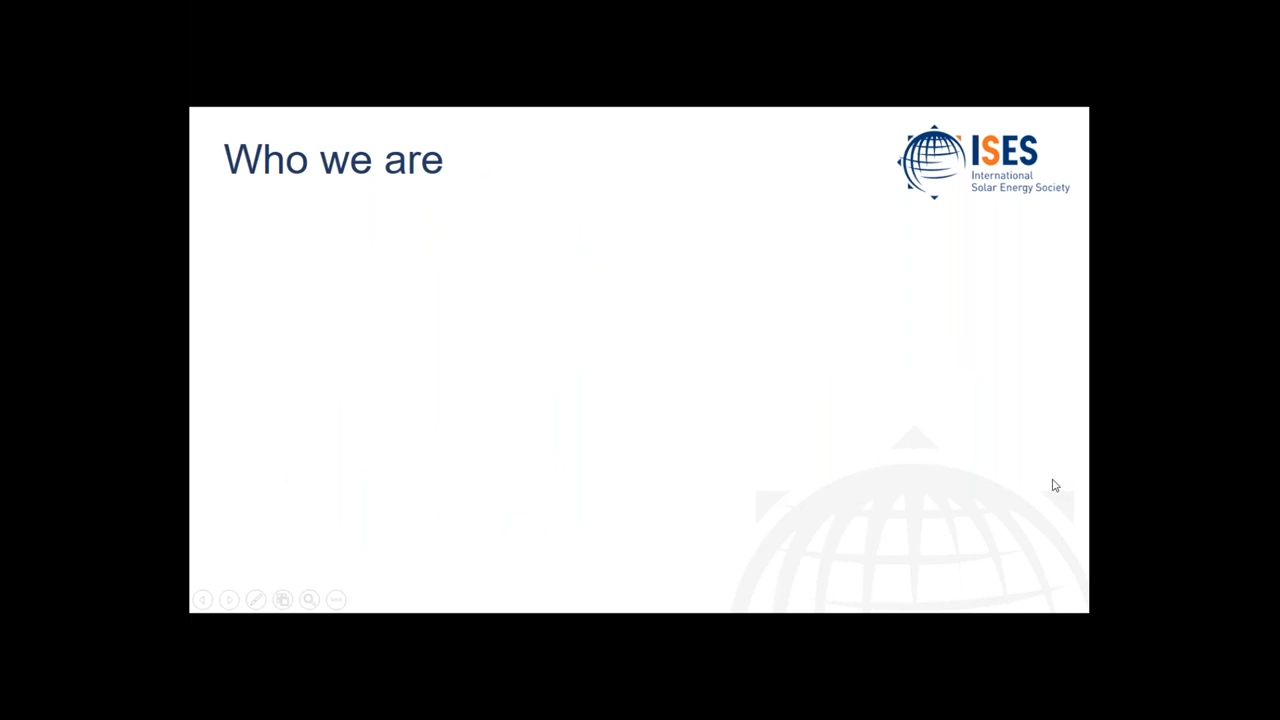 Who we are
ISES
International
Solar Energy Society